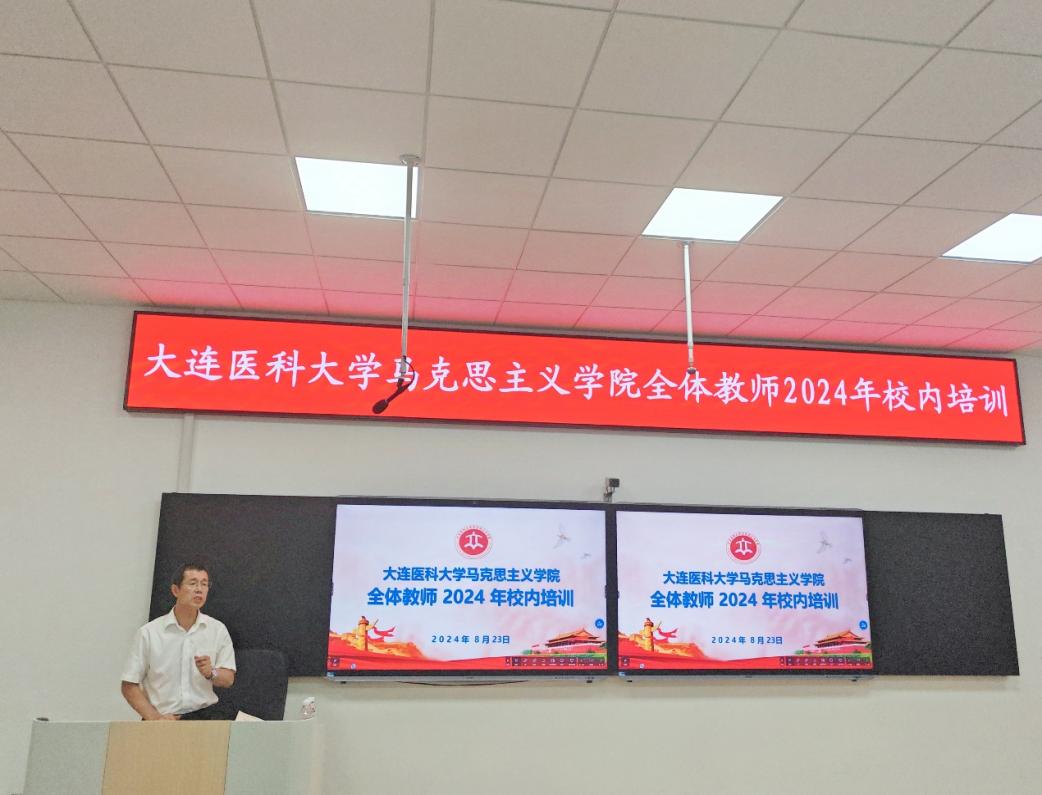 大连医科大学马克思主义学院全体教师2024年校内培训
大连医科大学马克思主义学院
全体教师 2024 年校内培训
2024年 8月23日
大连医科大学马克思主义学院
全体教师 2024 年校内培训
2024年 8月23日